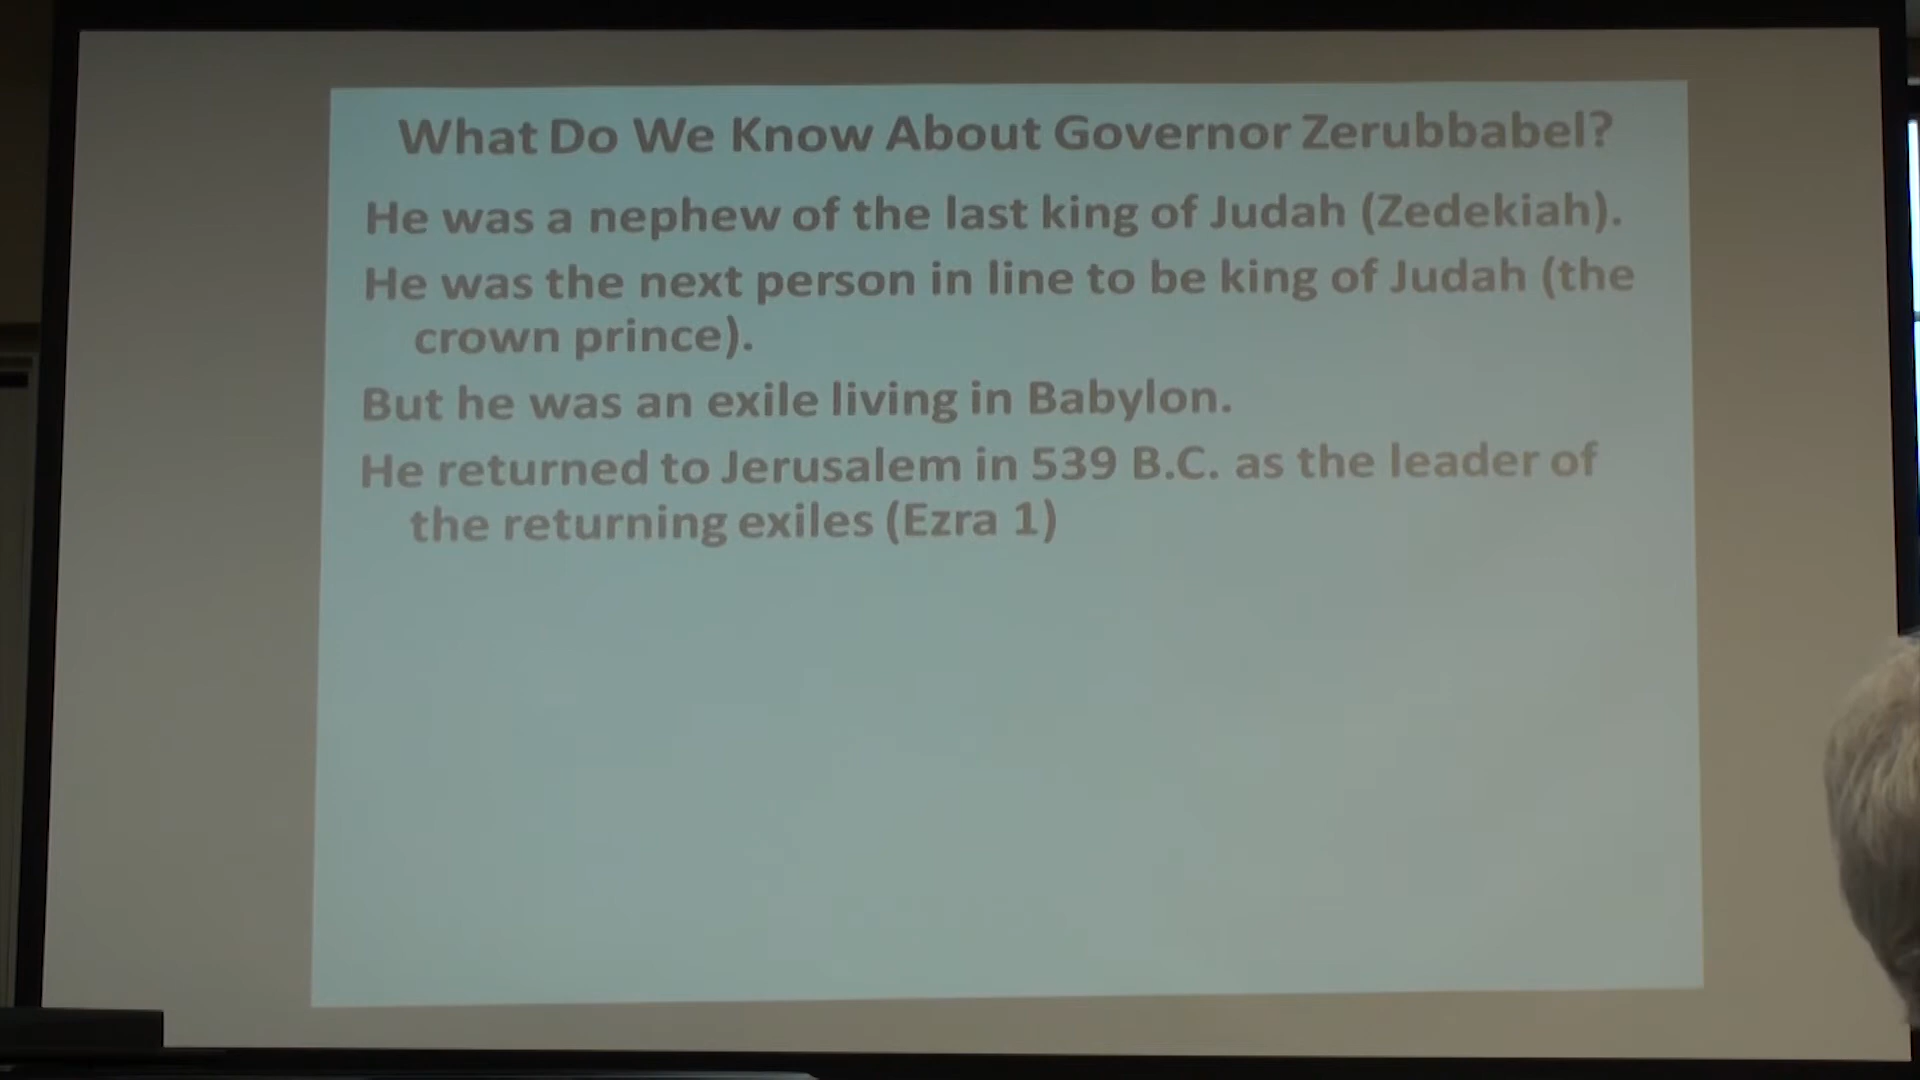 What Do We Know About Governor Zerubbabel?
He was a nephew of the last king of Judah (Zedekiah).
He was the next person in line to be king of Judah (the
crown prince).
But he was an exile living in Babylon.
He returned to Jerusalem in 539 B.C. as the leader of
the returning exiles (Ezra 1)